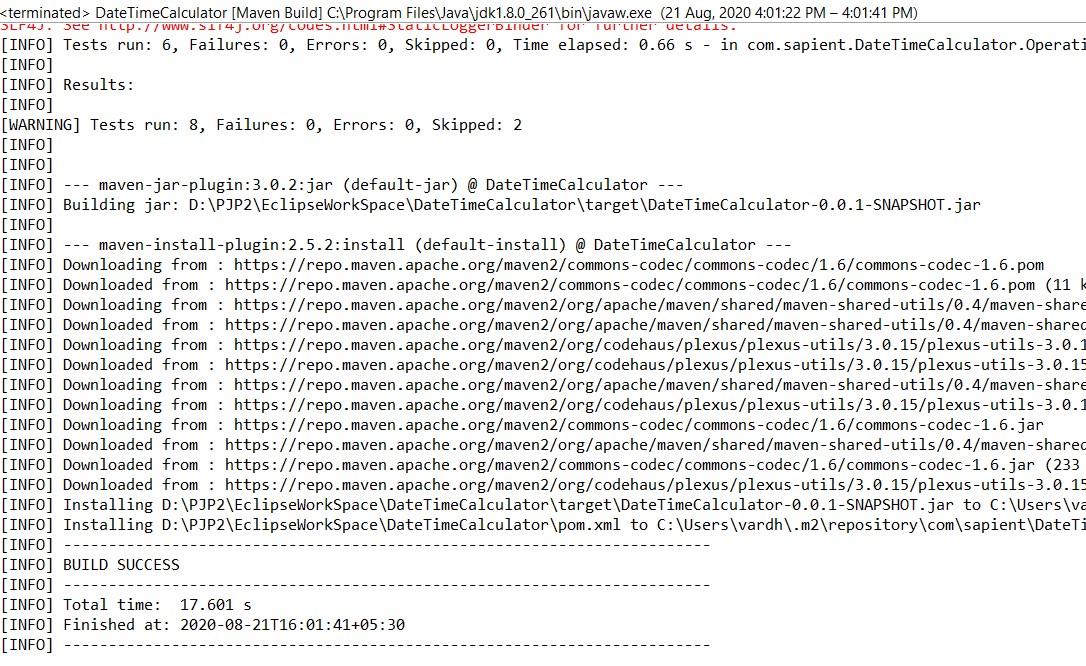 <terminated> DateTimeCalculator [Maven Build] C:\Program Files\Java\jdk1.8.0_261\bin\javaw.exe (21 Aug, 2020 4:01:22 PM – 4:01:41 PM)
SLF4J: See http://www.slf4j.org/codes.html#StaticLoggerBinder for further details.
[INFO] Tests run: 6, Failures: 0, Errors: 0, Skipped: 0, Time elapsed: 0.66 s - in com.sapient.DateTimeCalculator.Operati
[INFO]
[INFO] Results:
[INFO]
[WARNING] Tests run: 8, Failures: 0, Errors: 0, Skipped: 2
[INFO]
[INFO]
[INFO] --- maven-jar-plugin:3.0.2:jar (default-jar) @ DateTimeCalculator ---
[INFO] Building jar: D:\PJP2\EclipseWorkSpace\DateTimeCalculator\target\DateTimeCalculator-0.0.1-SNAPSHOT.jar
[INFO]
[INFO] --- maven-install-plugin:2.5.2:install (default-install) @ DateTimeCalculator ---
[INFO] Downloading from : https://repo.maven.apache.org/maven2/commons-codec/commons-codec/1.6/commons-codec-1.6.pom
[INFO] Downloaded from : https://repo.maven.apache.org/maven2/commons-codec/commons-codec/1.6/commons-codec-1.6.pom (11 k
[INFO] Downloading from : https://repo.maven.apache.org/maven2/org/apache/maven/shared/maven-shared-utils/0.4/maven-share
[INFO] Downloaded from : https://repo.maven.apache.org/maven2/org/apache/maven/shared/maven-shared-utils/0.4/maven-shared
[INFO] Downloading from : https://repo.maven.apache.org/maven2/org/codehaus/plexus/plexus-utils/3.0.15/plexus-utils-3.0.1
[INFO] Downloaded from : https://repo.maven.apache.org/maven2/org/codehaus/plexus/plexus-utils/3.0.15/plexus-utils-3.0.15
[INFO] Downloading from : https://repo.maven.apache.org/maven2/org/apache/maven/shared/maven-shared-utils/0.4/maven-share
[INFO] Downloading from : https://repo.maven.apache.org/maven2/org/codehaus/plexus/plexus-utils/3.0.15/plexus-utils-3.0.1
[INFO] Downloading from : https://repo.maven.apache.org/maven2/commons-codec/commons-codec/1.6/commons-codec-1.6.jar
[INFO] Downloaded from : https://repo.maven.apache.org/maven2/org/apache/maven/shared/maven-shared-utils/0.4/maven-shared
[INFO] Downloaded from : https://repo.maven.apache.org/maven2/commons-codec/commons-codec/1.6/commons-codec-1.6.jar (233
[INFO] Downloaded from : https://repo.maven.apache.org/maven2/org/codehaus/plexus/plexus-utils/3.0.15/plexus-utils-3.0.15
[INFO] Installing D:\PJP2\EclipseWorkSpace\DateTimeCalculator\target\DateTimeCalculator-0.0.1-SNAPSHOT.jar to C:\Users\va
[INFO] Installing D:\PJP2\EclipseWorkSpace\DateTimeCalculator\pom.xml to C:\Users\vardh\.m2\repository\com\sapient\DateTi
[INFO] ------------------------------------------------------------------------
[INFO] BUILD SUCCESS
[INFO] ------------------------------------------------------------------------
[INFO] Total time:  17.601 s
[INFO] Finished at: 2020-08-21T16:01:41+05:30
[INFO] ------------------------------------------------------------------------